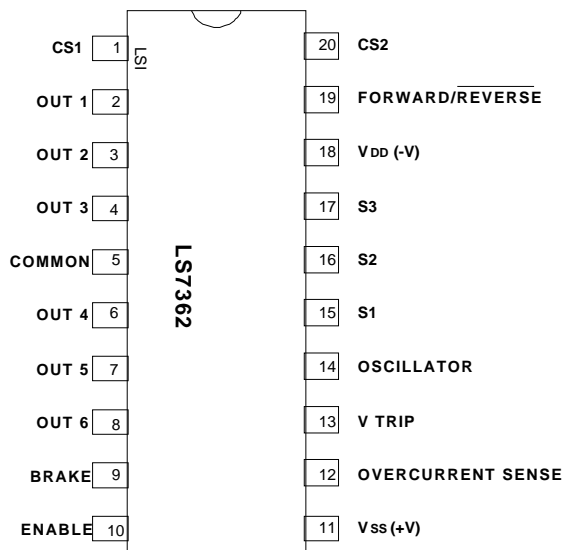 CS1 1 LSI 20 CS2
OUT 1 2 19 FORWARD/REVERSE
OUT 2 3 18 VDD (-V)
OUT 3 4 17 S3
COMMON 5 16 S2
LS7362
OUT 4 6 15 S1
OUT 5 7 14 OSCILLATOR
OUT 6 8 13 V TRIP
BRAKE 9 12 OVERCURRENT SENSE
ENABLE 10 11 VSS (+V)